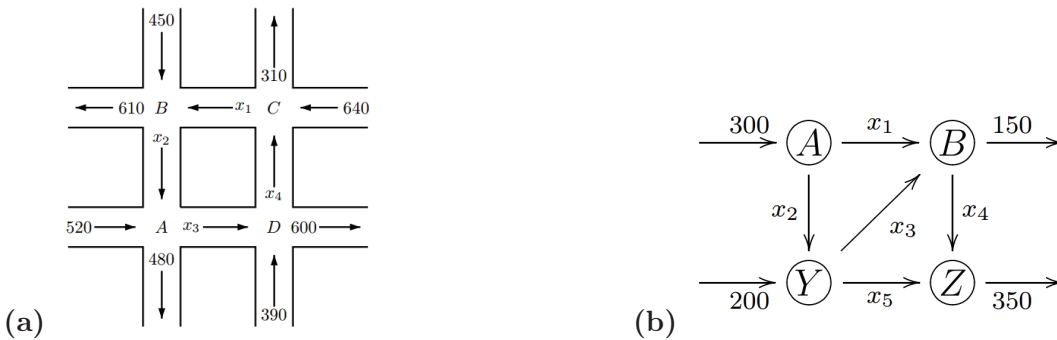 450
310
610 B x₁ C 640
x₂
x₄
520 A x₃ D 600
480
390
(a)
300 A x₁ B 150
x₂ x₃ x₄
200 Y x₅ Z 350
(b)